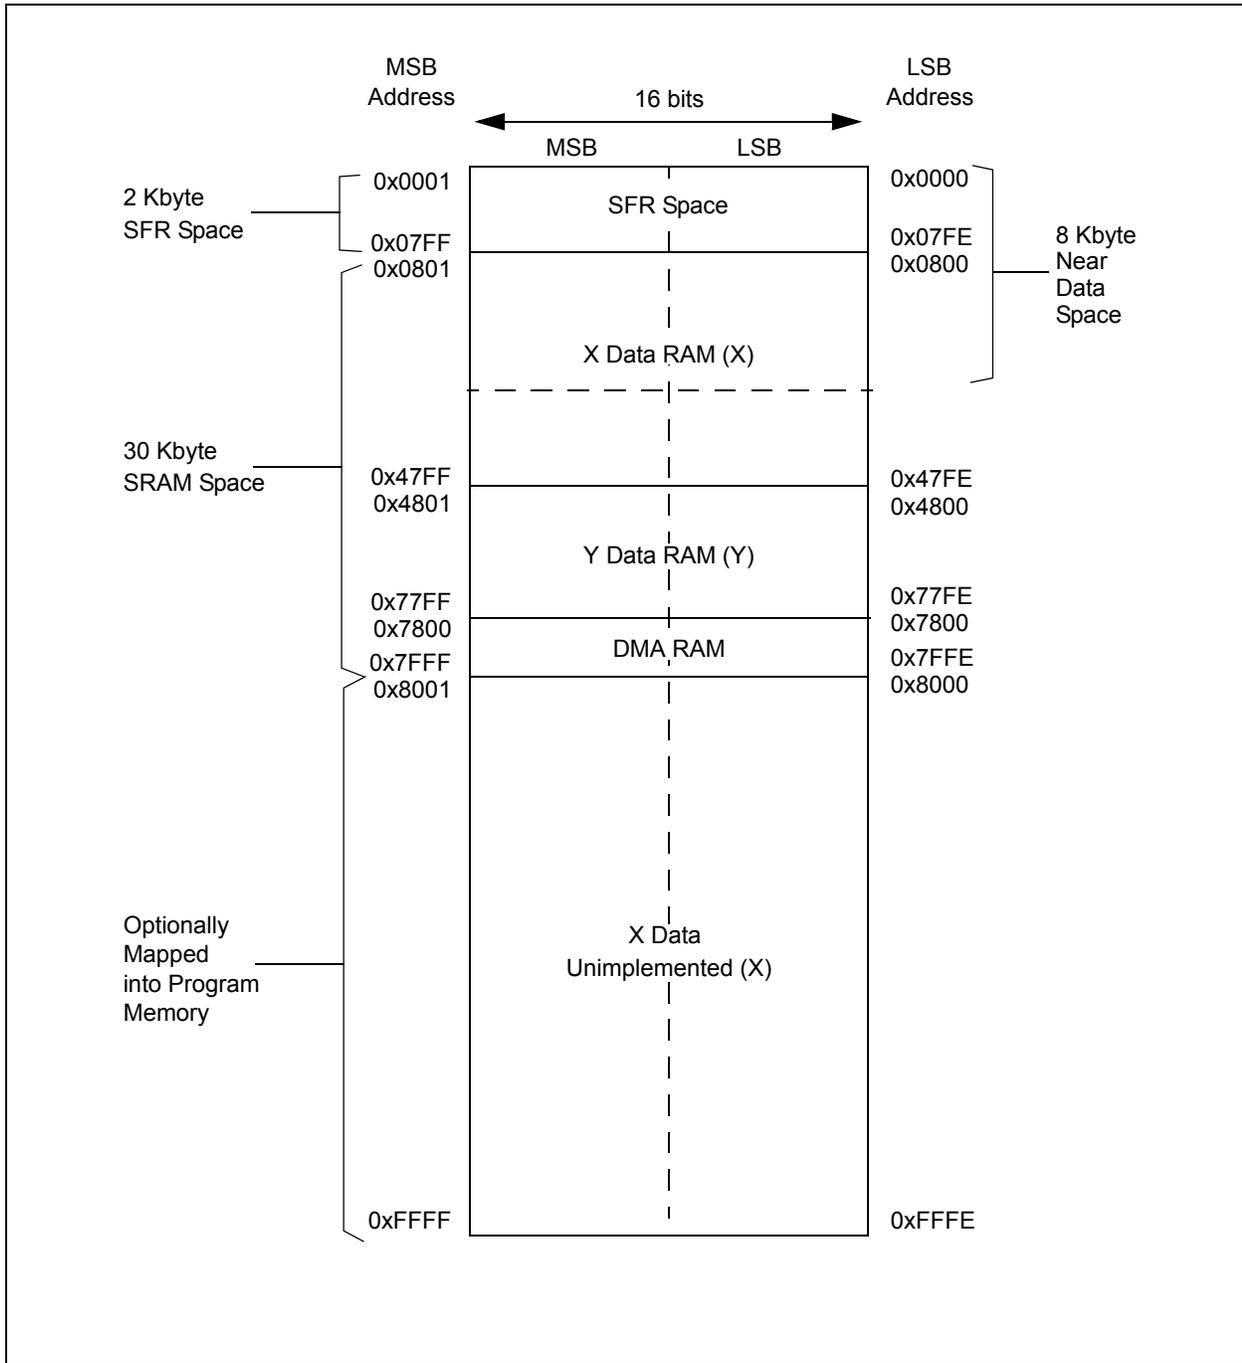 MSB
Address
LSB
Address
16 bits
MSB
LSB
2 Kbyte
SFR Space
0x0001
SFR Space
0x0000
0x07FF
0x0801
0x07FE
0x0800
8 Kbyte
Near
Data
Space
X Data RAM (X)
30 Kbyte
SRAM Space
0x47FF
0x4801
0x47FE
0x4800
Y Data RAM (Y)
0x77FF
0x7800
0x77FE
0x7800
DMA RAM
0x7FFF
0x8001
0x7FFE
0x8000
Optionally
Mapped
into Program
Memory
X Data
Unimplemented (X)
0xFFFF
0xFFFE